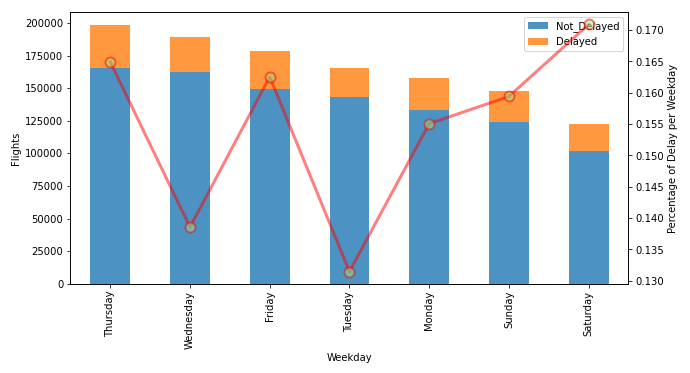 200000
175000
150000
125000
100000
75000
50000
25000
0
Flights
Not_Delayed
Delayed
0.170
0.165
0.160
0.155
0.150
0.145
0.140
0.135
0.130
Percentage of Delay per Weekday
Thursday
Wednesday
Friday
Tuesday
Monday
Sunday
Saturday
Weekday